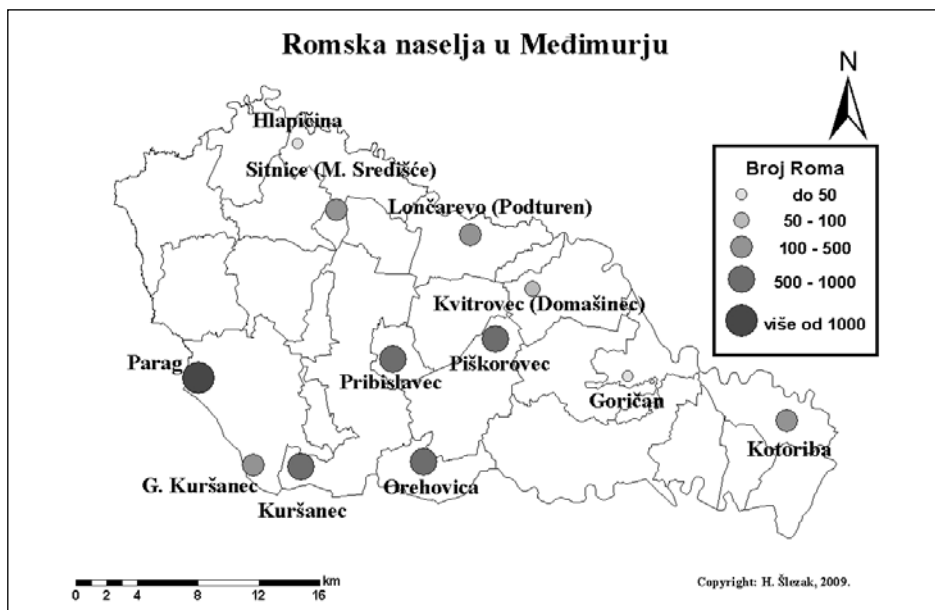 Romska naselja u Međimurju
N
Hlapičina
Sitnice (M. Središće)
Lončarevo (Podturen)
Kvitrovec (Domašinec)
Parag
Pribislavec
Piškorovec
Goričan
Kotoriba
G. Kuršanec
Kuršanec
Orehovica
Broj Roma
do 50
50 - 100
100 - 500
500 - 1000
više od 1000
km
0 2 4 8 12 16
Copyright: H. Šlezak, 2009.